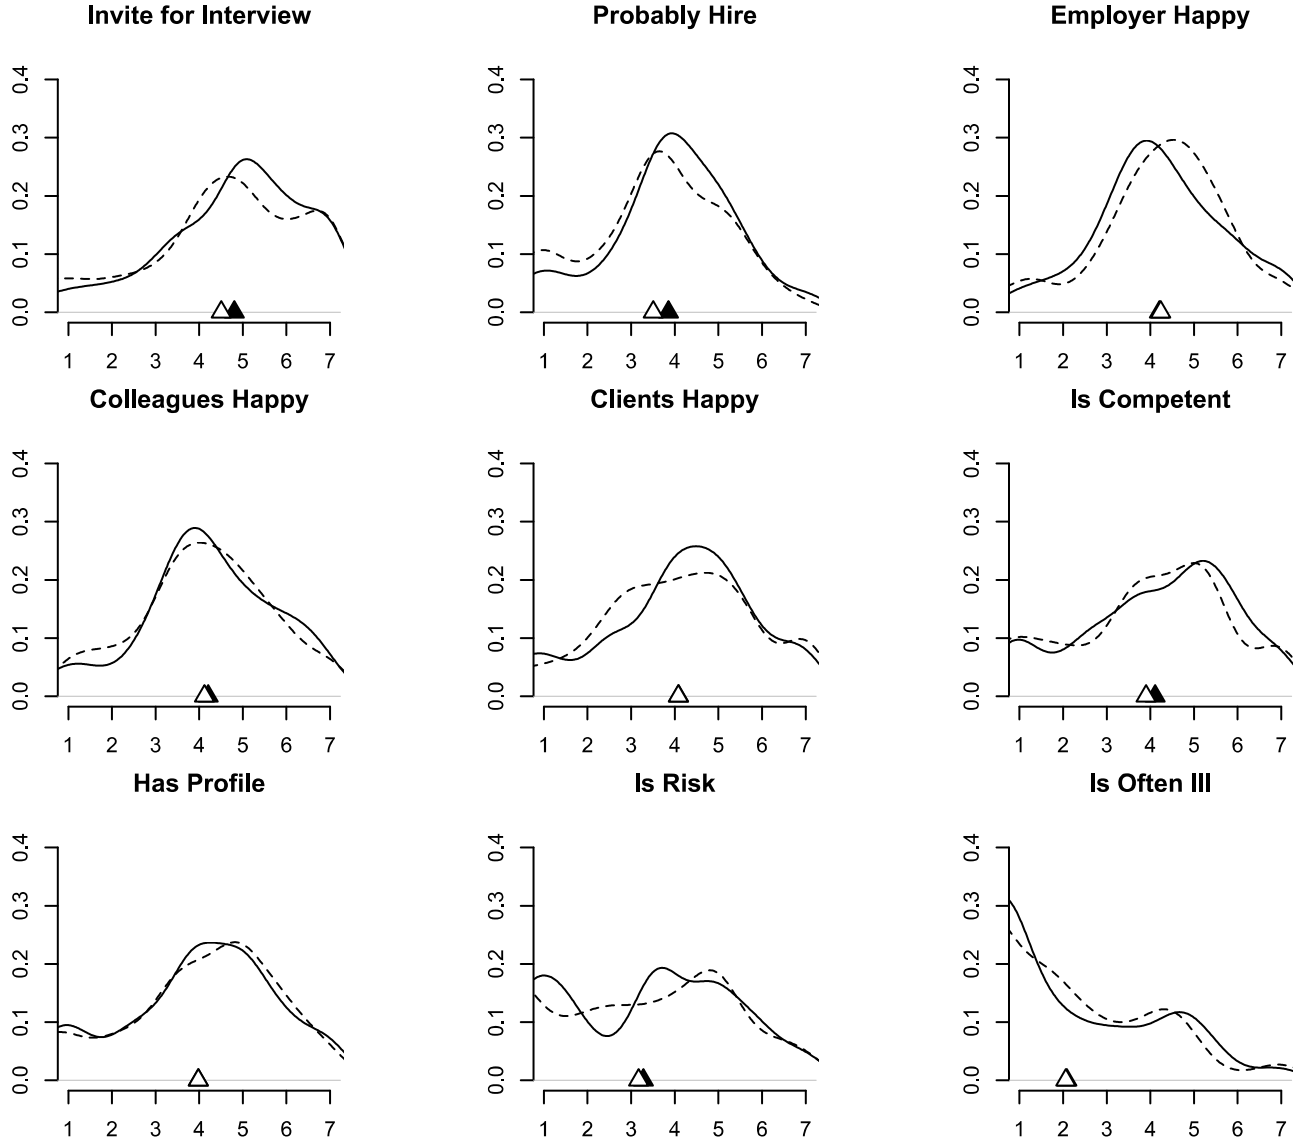 Invite for Interview
Probably Hire
Employer Happy
0.4
0.3
0.2
0.1
0.0
1 2 3 4 5 6 7
0.4
0.3
0.2
0.1
0.0
1 2 3 4 5 6 7
0.4
0.3
0.2
0.1
0.0
1 2 3 4 5 6 7
Colleagues Happy
Clients Happy
Is Competent
0.4
0.3
0.2
0.1
0.0
1 2 3 4 5 6 7
0.4
0.3
0.2
0.1
0.0
1 2 3 4 5 6 7
0.4
0.3
0.2
0.1
0.0
1 2 3 4 5 6 7
Has Profile
Is Risk
Is Often Ill
0.4
0.3
0.2
0.1
0.0
1 2 3 4 5 6 7
0.4
0.3
0.2
0.1
0.0
1 2 3 4 5 6 7
0.4
0.3
0.2
0.1
0.0
1 2 3 4 5 6 7